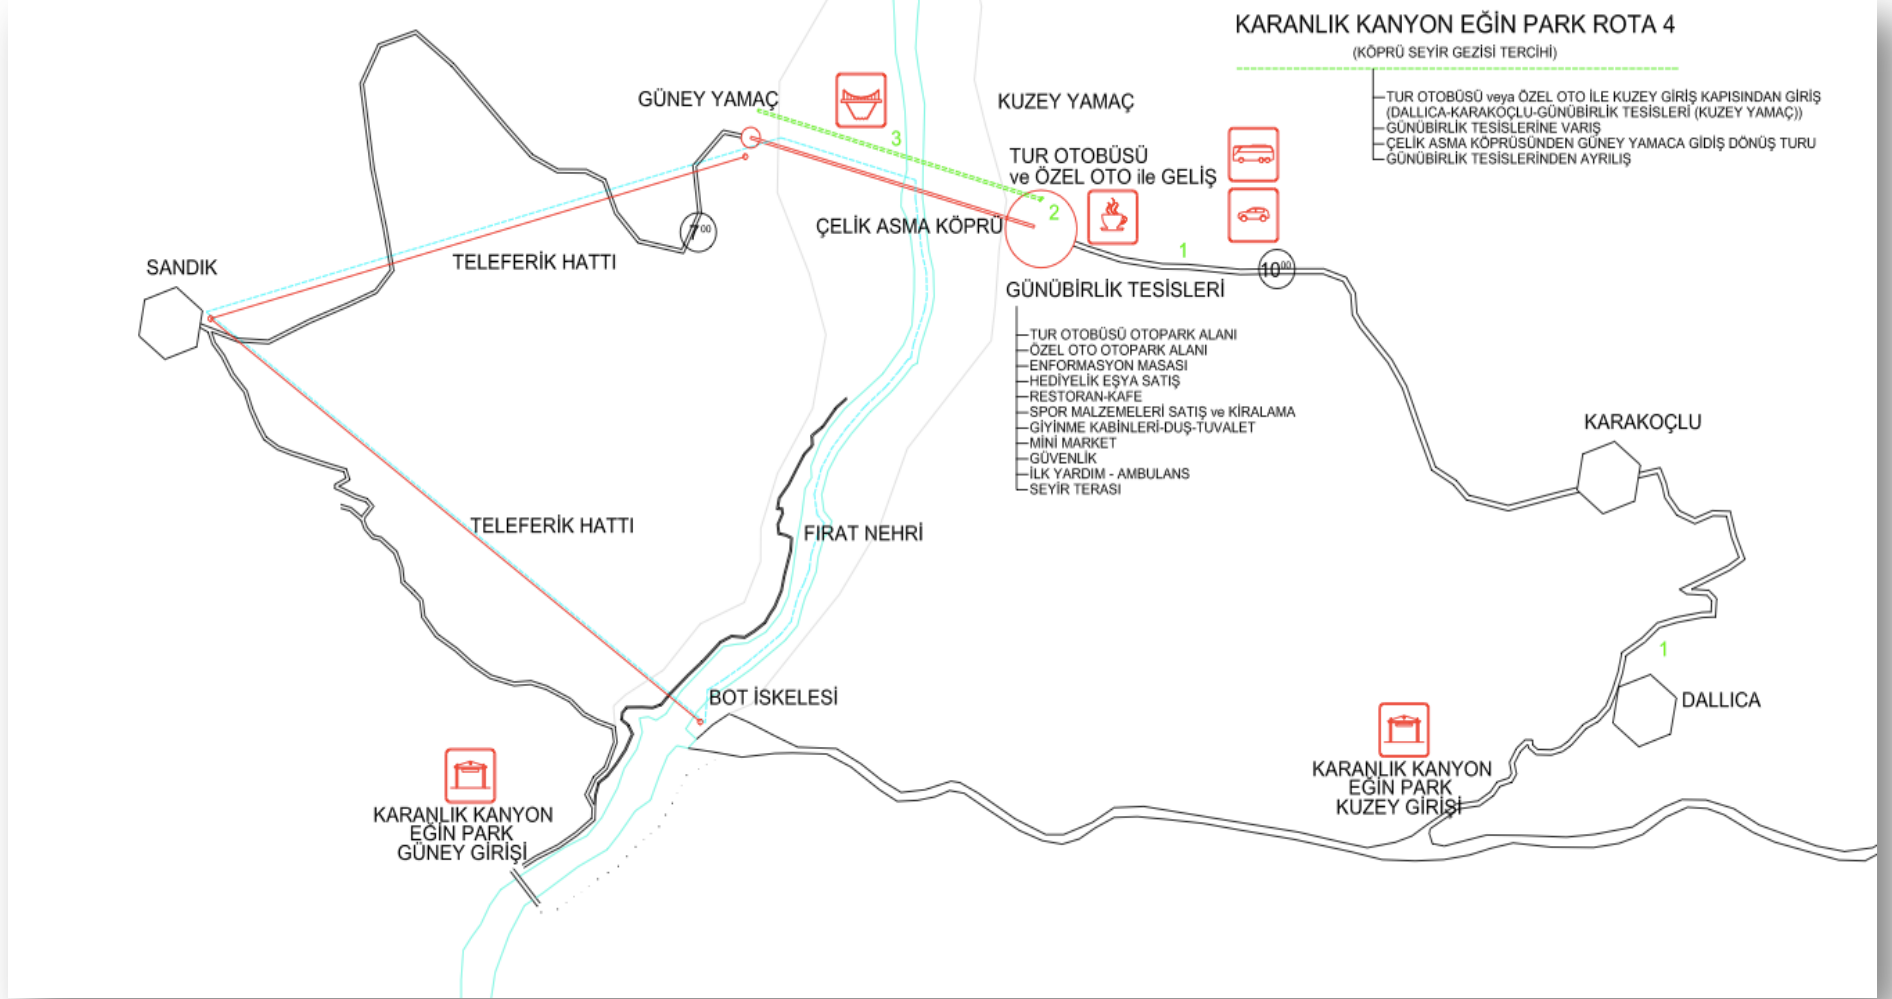 KARANLIK KANYON EĞİN PARK ROTA 4
(KÖPRÜ SEYİR GEZİSİ TERCİHİ)
TUR OTOBÜSÜ veya ÖZEL OTO İLE KUZEY GİRİŞ KAPISINDAN GİRİŞ
(DALLICA-KARAKOÇLU-GÜNÜBİRLİK TESİSLERİ (KUZEY YAMAÇ))
GÜNÜBİRLİK TESİSLERİNE VARIŞ
ÇELİK ASMA KÖPRÜSÜNDEN GÜNEY YAMACA GİDİŞ DÖNÜŞ TURU
GÜNÜBİRLİK TESİSLERİNDEN AYRILIŞ
GÜNEY YAMAÇ
KUZEY YAMAÇ
3
TUR OTOBÜSÜ
ve ÖZEL OTO ile GELİŞ
2
ÇELİK ASMA KÖPRÜ
7⁰⁰
1
10⁰⁰
TELEFERİK HATTI
SANDIK
GÜNÜBİRLİK TESİSLERİ
TUR OTOBÜSÜ OTOPARK ALANI
ÖZEL OTO OTOPARK ALANI
ENFORMASYON MASASI
HEDİYELİK EŞYA SATIŞ
RESTORAN-KAFE
SPOR MALZEMELERİ SATIŞ ve KİRALAMA
GİYİNME KABİNLERİ-DUŞ-TUVALET
MİNİ MARKET
GÜVENLİK
İLK YARDIM - AMBULANS
SEYİR TERASI
KARAKOÇLU
TELEFERİK HATTI
FIRAT NEHRİ
1
BOT İSKELESİ
DALLICA
KARANLIK KANYON
EĞİN PARK
KUZEY GİRİŞİ
KARANLIK KANYON
EĞİN PARK
GÜNEY GİRİŞİ